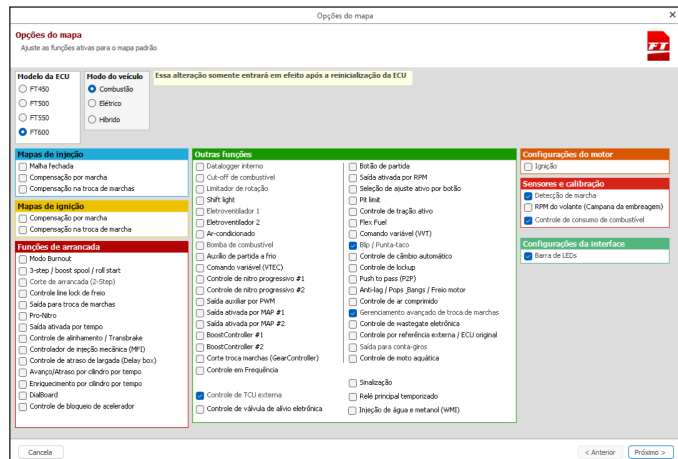 Opções do mapa
Opções do mapa
Ajuste as funções ativas para o mapa padrão
FT
Modelo da ECU
FT450
FT500
FT550
FT600
Modo do veículo
Combustão
Elétrico
Híbrido
Essa alteração somente entrará em efeito após a reinicialização da ECU
Mapas de injeção
Malha fechada
Compensação por marcha
Compensação na troca de marchas
Mapas de ignição
Compensação por marcha
Compensação na troca de marchas
Funções de arrancada
Modo Burnout
3-step / boost spool / roll start
Corte de arrancada (2-Step)
Controle line lock de freio
Saída para troca de marchas
Pro-Nitro
Saída ativada por tempo
Controle de alinhamento / Transbrake
Controlador de injeção mecânica (MFI)
Controle de atraso de largada (Delay box)
Avanço/Atraso por cilindro por tempo
Enriquecimento por cilindro por tempo
DialBoard
Controle de bloqueio de acelerador
Outras funções
Datalogger interno
Cut-off de combustível
Limitador de rotação
Shift light
Eletroventilador 1
Eletroventilador 2
Ar-condicionado
Bomba de combustível
Auxílio de partida a frio
Comando variável (VTEC)
Controle de nitro progressivo #1
Controle de nitro progressivo #2
Saída auxiliar por PWM
Saída ativada por MAP #1
Saída ativada por MAP #2
BoostController #1
BoostController #2
Corte troca marchas (GearController)
Controle em Frequência
Controle de TCU externa
Controle de válvula de alívio eletrônica
Botão de partida
Saída ativada por RPM
Seleção de ajuste ativo por botão
Pit limit
Controle de tração ativo
Flex Fuel
Comando variável (VVT)
Blip / Punta-taco
Controle de câmbio automático
Controle de lockup
Push to pass (P2P)
Anti-lag / Pops_Bangs / Freio motor
Controle de ar comprimido
Gerenciamento avançado de troca de marchas
Controle de wastegate eletrônica
Controle por referência externa / ECU original
Saída para conta-giros
Controle de moto aquática
Sinalização
Relé principal temporizado
Injeção de água e metanol (WMI)
Configurações do motor
Ignição
Sensores e calibração
Detecção de marcha
RPM do volante (Campana da embreagem)
Controle de consumo de combustível
Configurações da interface
Barra de LEDs
Cancela
< Anterior
Próximo >